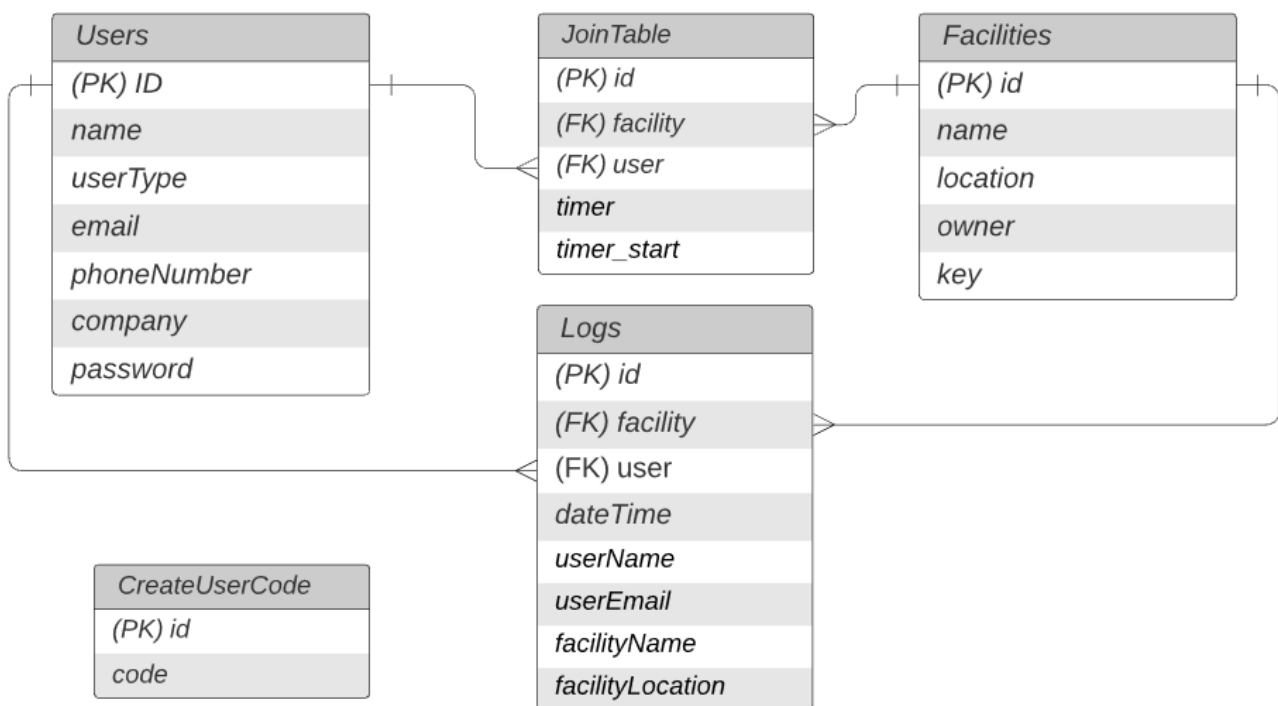 Users
(PK) ID
name
userType
email
phoneNumber
company
password
JoinTable
(PK) id
(FK) facility
(FK) user
timer
timer_start
Facilities
(PK) id
name
location
owner
key
Logs
(PK) id
(FK) facility
(FK) user
dateTime
userName
userEmail
facilityName
facilityLocation
CreateUserCode
(PK) id
code